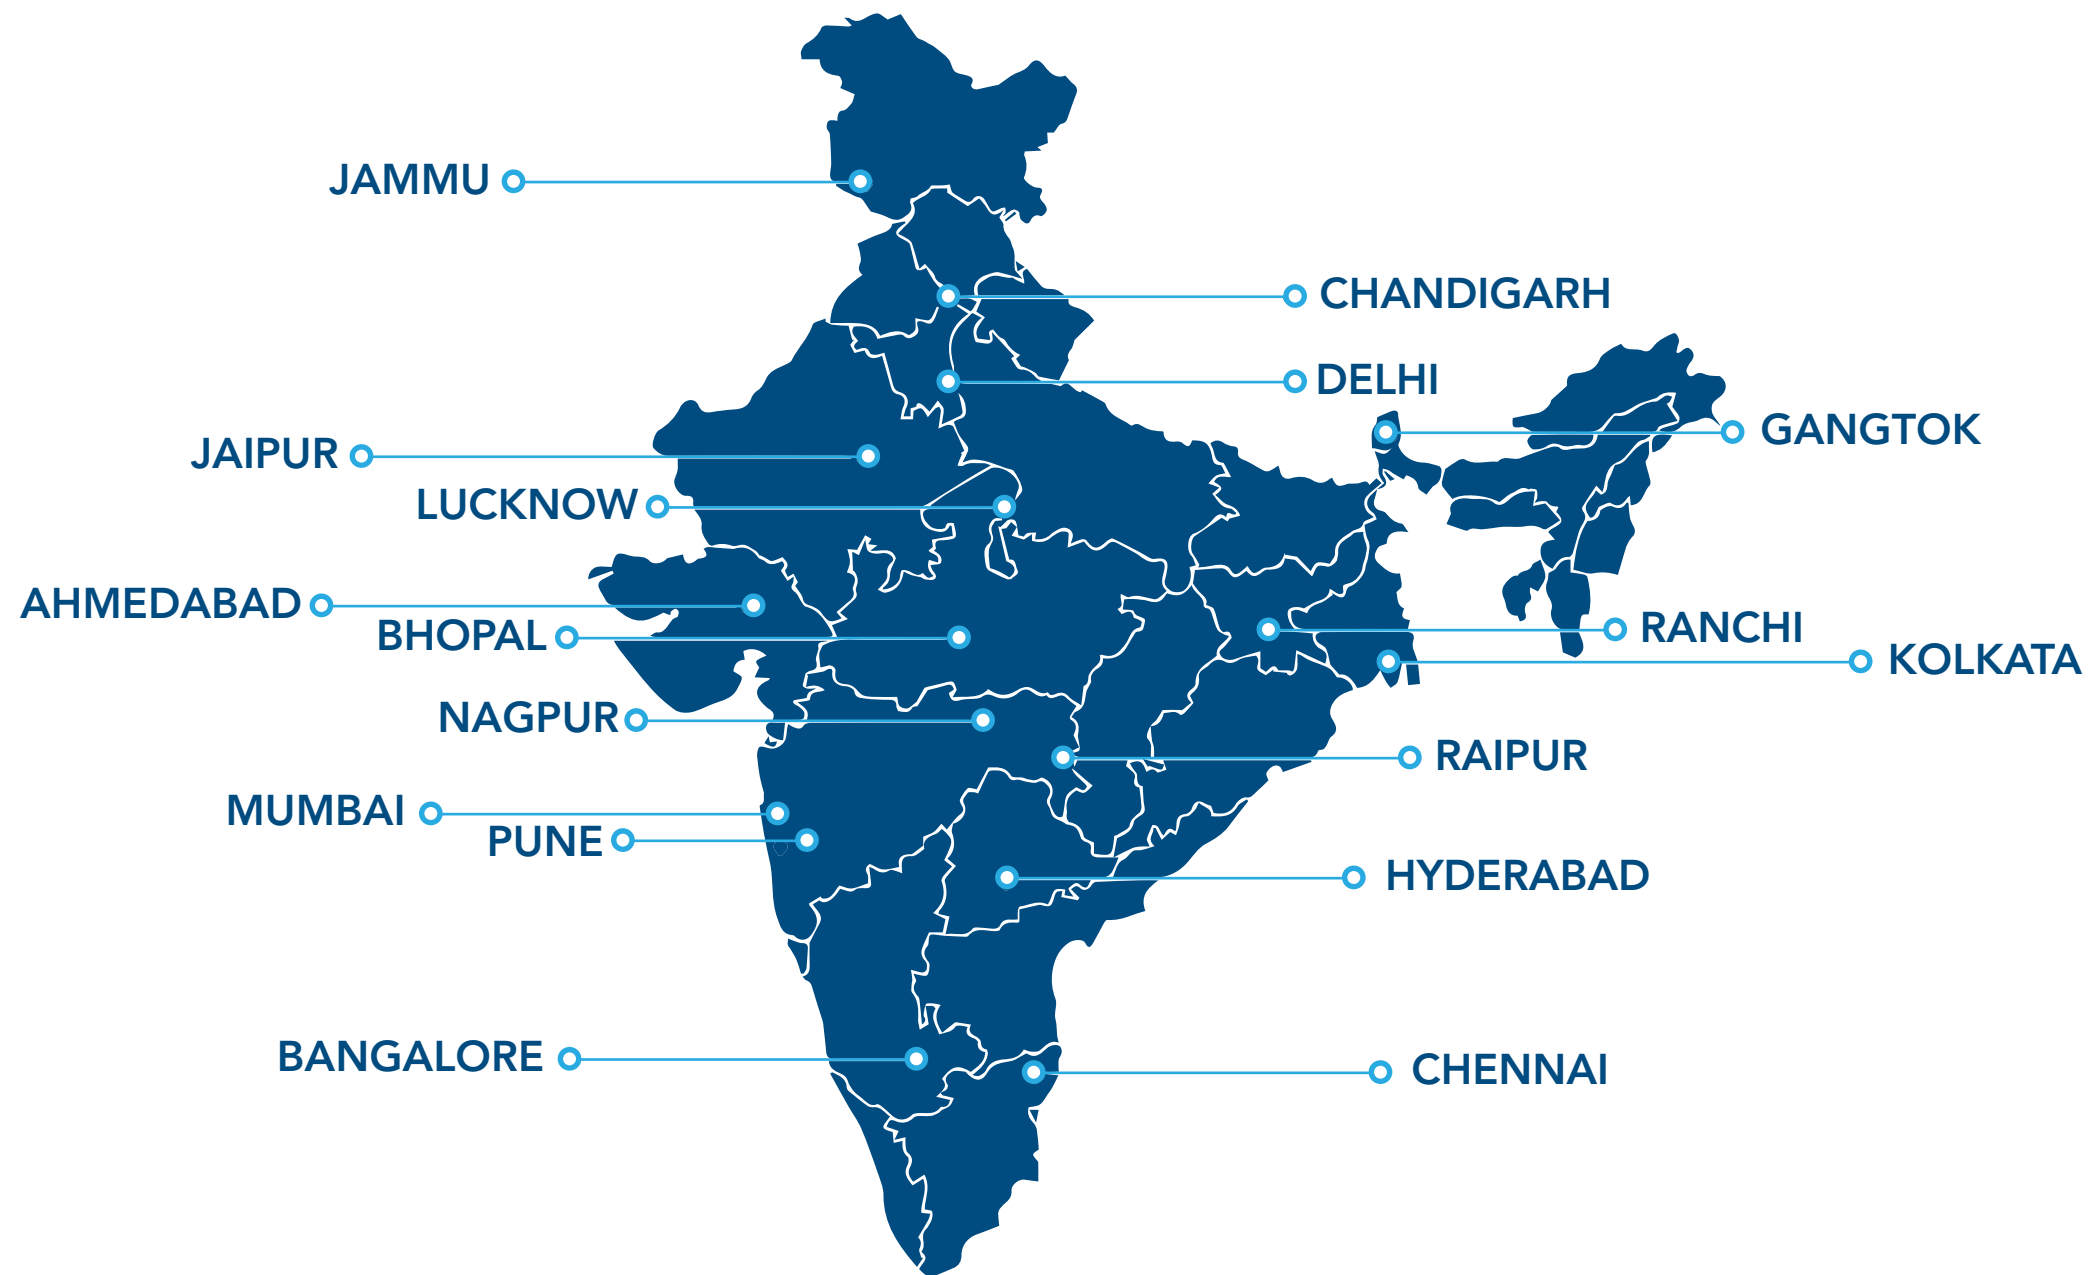 JAMMU
CHANDIGARH
DELHI
GANGTOK
JAIPUR
LUCKNOW
AHMEDABAD
RANCHI
BHOPAL
KOLKATA
NAGPUR
RAIPUR
MUMBAI
PUNE
HYDERABAD
BANGALORE
CHENNAI